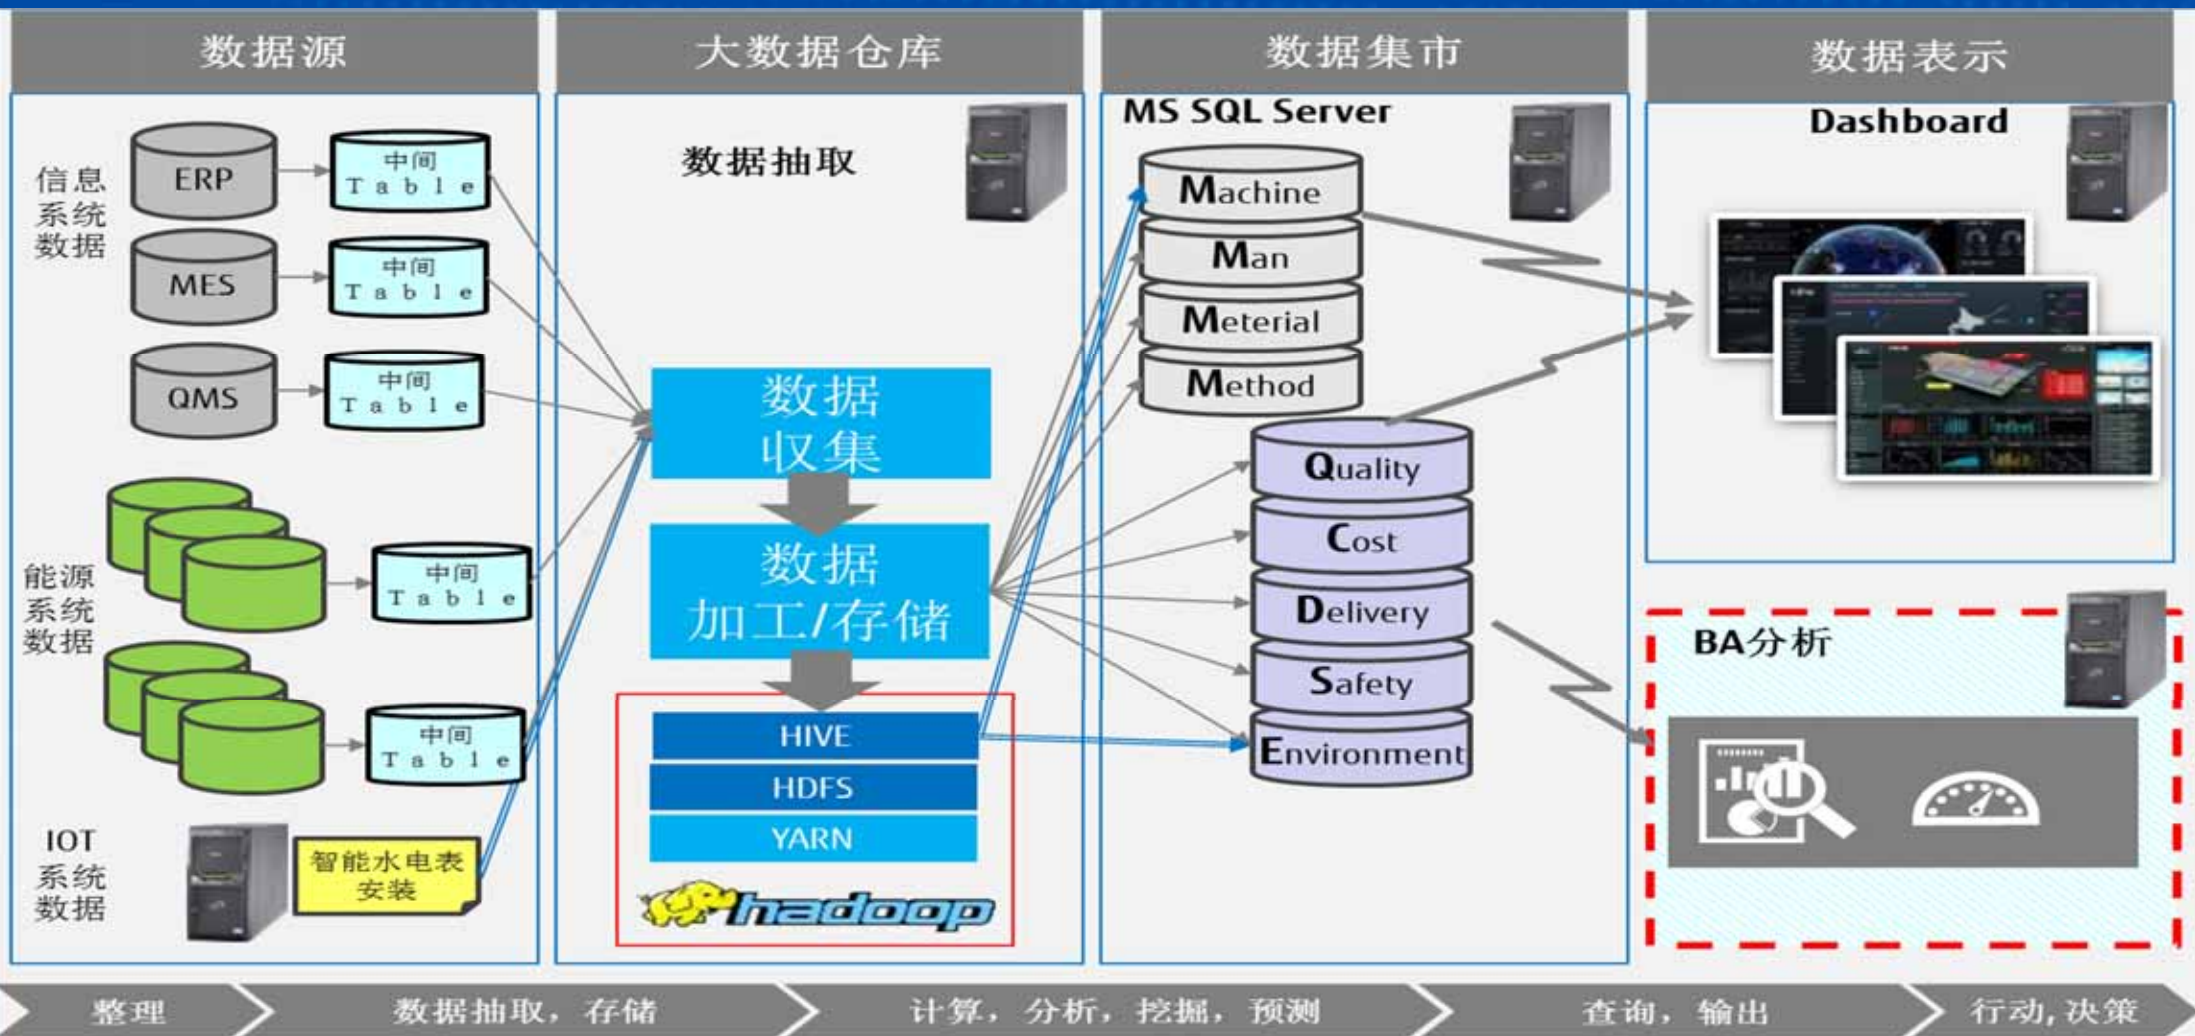 数据源
大数据仓库
数据集市
数据表示
信息
系统
数据
ERP
中间
Table
MES
中间
Table
QMS
中间
Table
能源
系统
数据
中间
Table
中间
Table
IOT
系统
数据
智能水电表
安装
数据抽取
数据
收集
数据
加工/存储
HIVE
HDFS
YARN
hadoop
MS SQL Server
Machine
Man
Meterial
Method
Quality
Cost
Delivery
Safety
Environment
Dashboard
BA分析
整理
数据抽取，存储
计算，分析，挖掘，预测
查询，输出
行动,决策